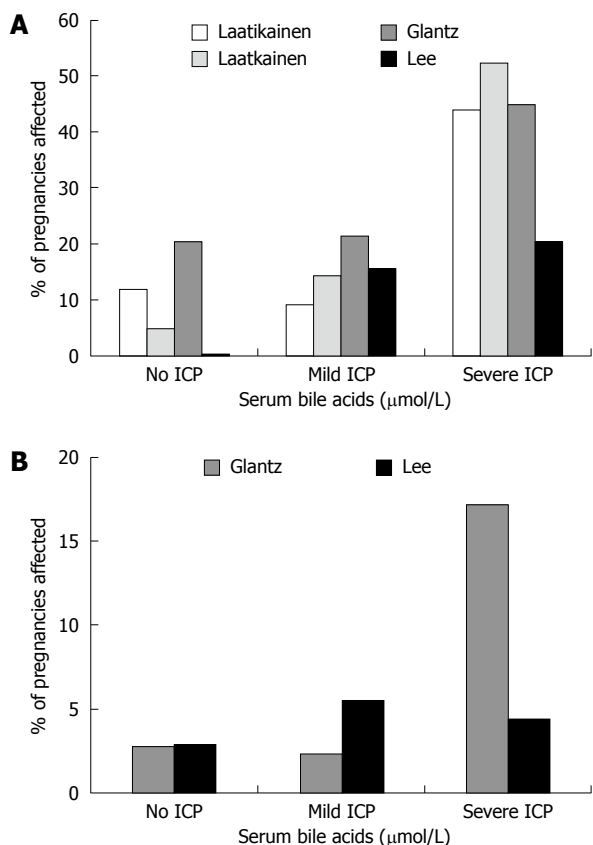 A
Laatikainen Glantz
Laatkainen Lee
% of pregnancies affected
60
50
40
30
20
10
0
No ICP Mild ICP Severe ICP
Serum bile acids (μmol/L)
B
Glantz Lee
% of pregnancies affected
20
15
10
5
0
No ICP Mild ICP Severe ICP
Serum bile acids (μmol/L)